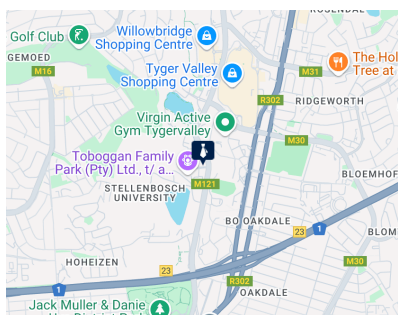 ROSENDAL
Golf Club
Willowbridge
Shopping Centre
GEMOED
M16
Tyger Valley
Shopping Centre
M31
The Hol
Tree at
R302
RIDGEWORTH
Virgin Active
Gym Tygervalley
M30
Toboggan Family
Park (Pty) Ltd., t/ a...
M121
STELLENBOSCH
UNIVERSITY
BLOEMHOF
BO
OAKDALE
23
1
BLOM
HOHEIZEN
23
M30
R302
1
OAKDALE
Jack Muller & Danie